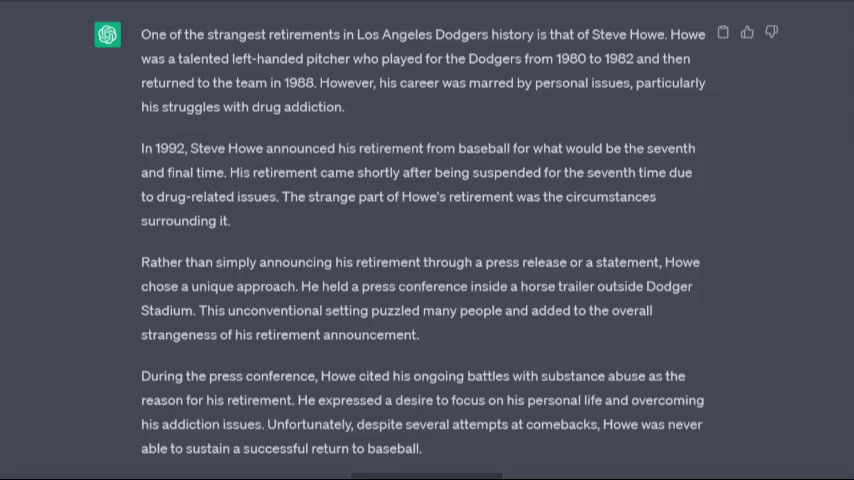 One of the strangest retirements in Los Angeles Dodgers history is that of Steve Howe. Howe
was a talented left-handed pitcher who played for the Dodgers from 1980 to 1982 and then
returned to the team in 1988. However, his career was marred by personal issues, particularly
his struggles with drug addiction.
In 1992, Steve Howe announced his retirement from baseball for what would be the seventh
and final time. His retirement came shortly after being suspended for the seventh time due
to drug-related issues. The strange part of Howe's retirement was the circumstances
surrounding it.
Rather than simply announcing his retirement through a press release or a statement, Howe
chose a unique approach. He held a press conference inside a horse trailer outside Dodger
Stadium. This unconventional setting puzzled many people and added to the overall
strangeness of his retirement announcement.
During the press conference, Howe cited his ongoing battles with substance abuse as the
reason for his retirement. He expressed a desire to focus on his personal life and overcoming
his addiction issues. Unfortunately, despite several attempts at comebacks, Howe was never
able to sustain a successful return to baseball.